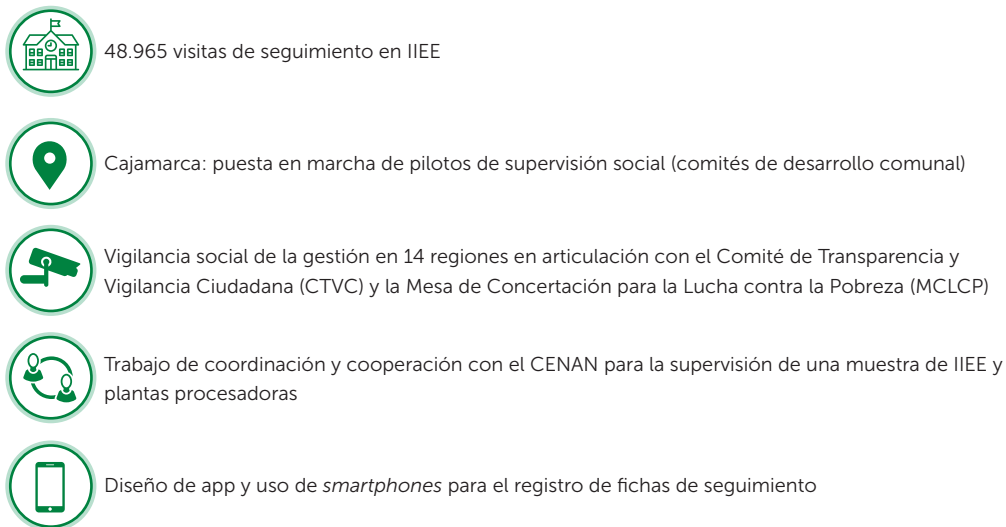 48.965 visitas de seguimiento en IIEE
Cajamarca: puesta en marcha de pilotos de supervisión social (comités de desarrollo comunal)
Vigilancia social de la gestión en 14 regiones en articulación con el Comité de Transparencia y
Vigilancia Ciudadana (CTVC) y la Mesa de Concertación para la Lucha contra la Pobreza (MCLCP)
Trabajo de coordinación y cooperación con el CENAN para la supervisión de una muestra de IIEE y
plantas procesadoras
Diseño de app y uso de smartphones para el registro de fichas de seguimiento